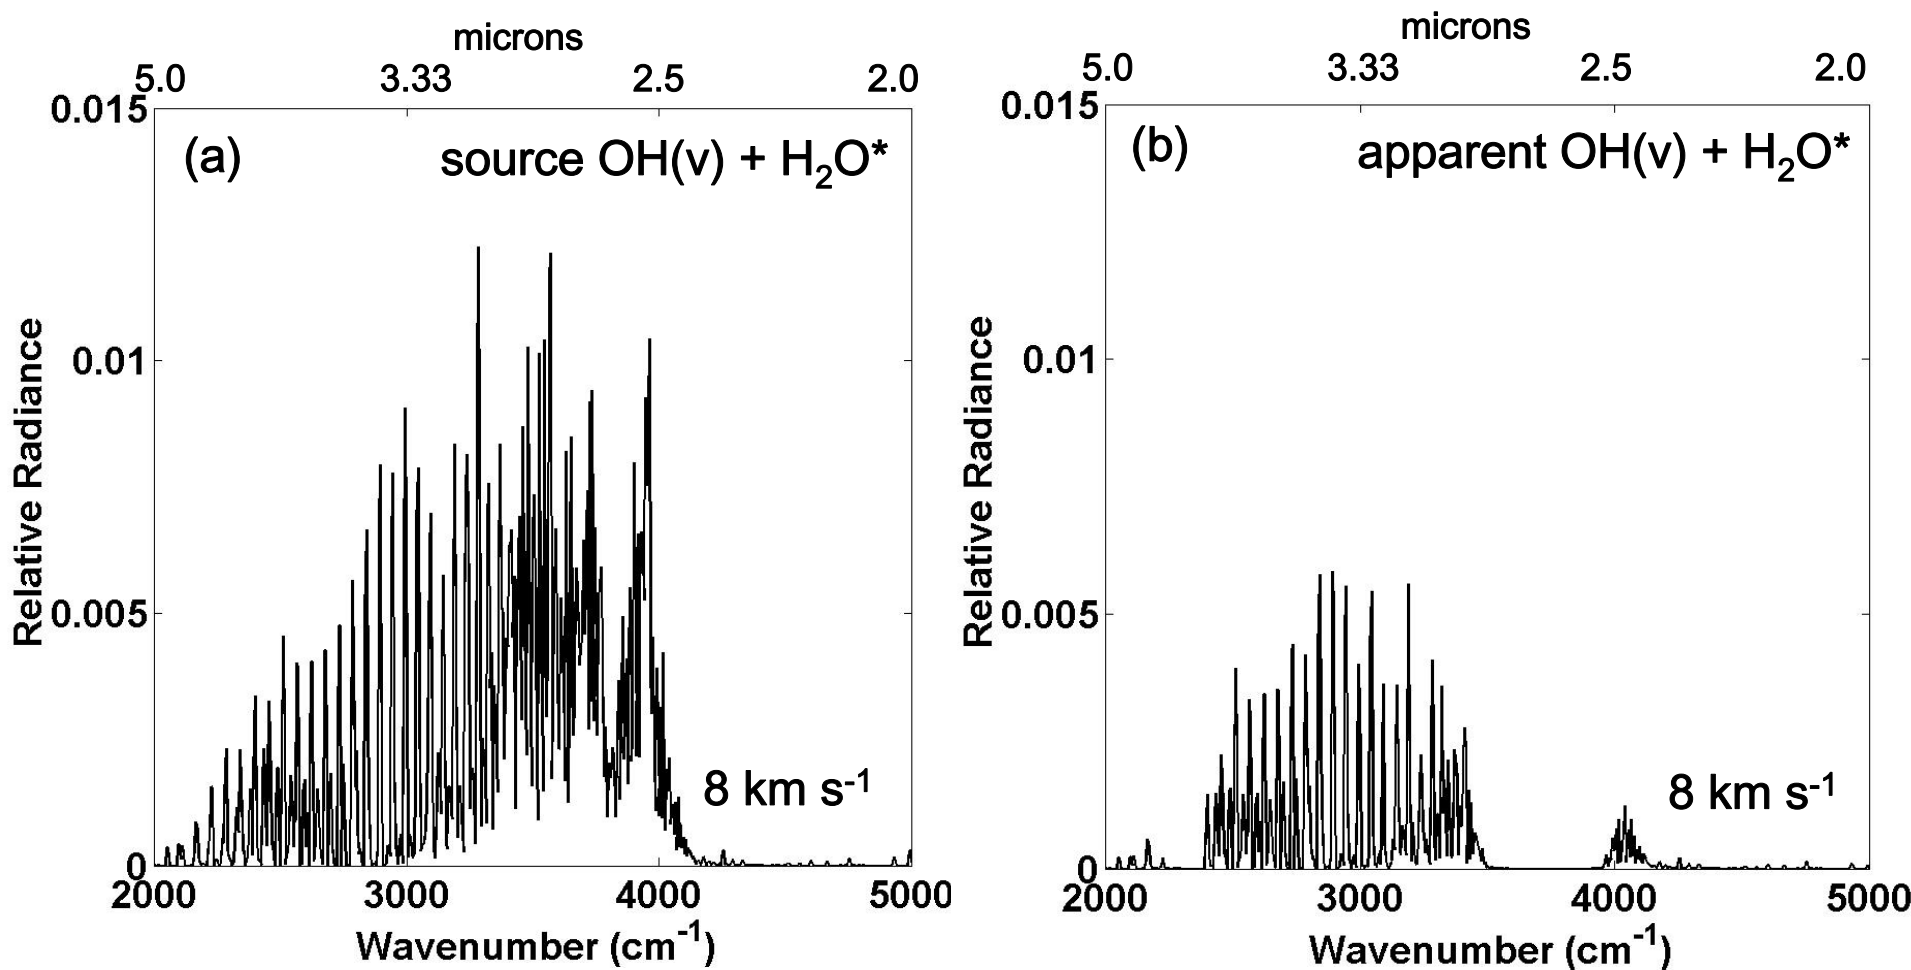 microns
5.0 3.33 2.5 2.0
0.015
(a) source OH(v) + H₂O*
0.01
Relative Radiance
0.005
8 km s⁻¹
0
2000 3000 4000 5000
Wavenumber (cm⁻¹)
microns
5.0 3.33 2.5 2.0
0.015
(b) apparent OH(v) + H₂O*
0.01
Relative Radiance
0.005
8 km s⁻¹
0
2000 3000 4000 5000
Wavenumber (cm⁻¹)